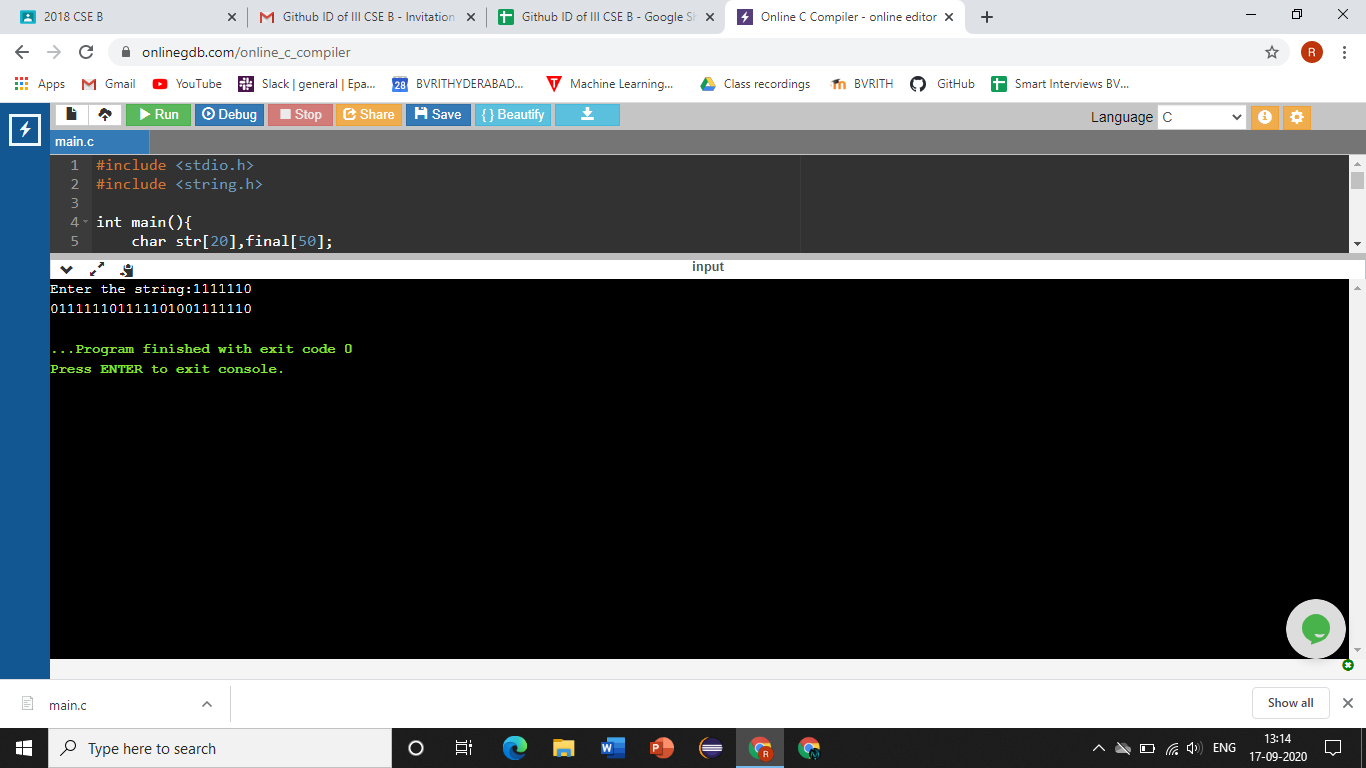 2018 CSE B
Github ID of III CSE B - Invitation
Github ID of III CSE B - Google Sh
Online C Compiler - online editor
onlinegdb.com/online_c_compiler
R
Apps
Gmail
YouTube
Slack | general | Epa...
28
BVRITHYDERABAD...
Machine Learning...
Class recordings
BVRITH
GitHub
Smart Interviews BV...
Run
Debug
Stop
Share
Save
{ } Beautify
Language C
main.c
1 #include <stdio.h>
2 #include <string.h>
3
4 int main(){
5 char str[20],final[50];
input
Enter the string:1111110
011111101111101001111110
...Program finished with exit code 0
Press ENTER to exit console.
main.c
Show all
Type here to search
ENG
13:14
17-09-2020